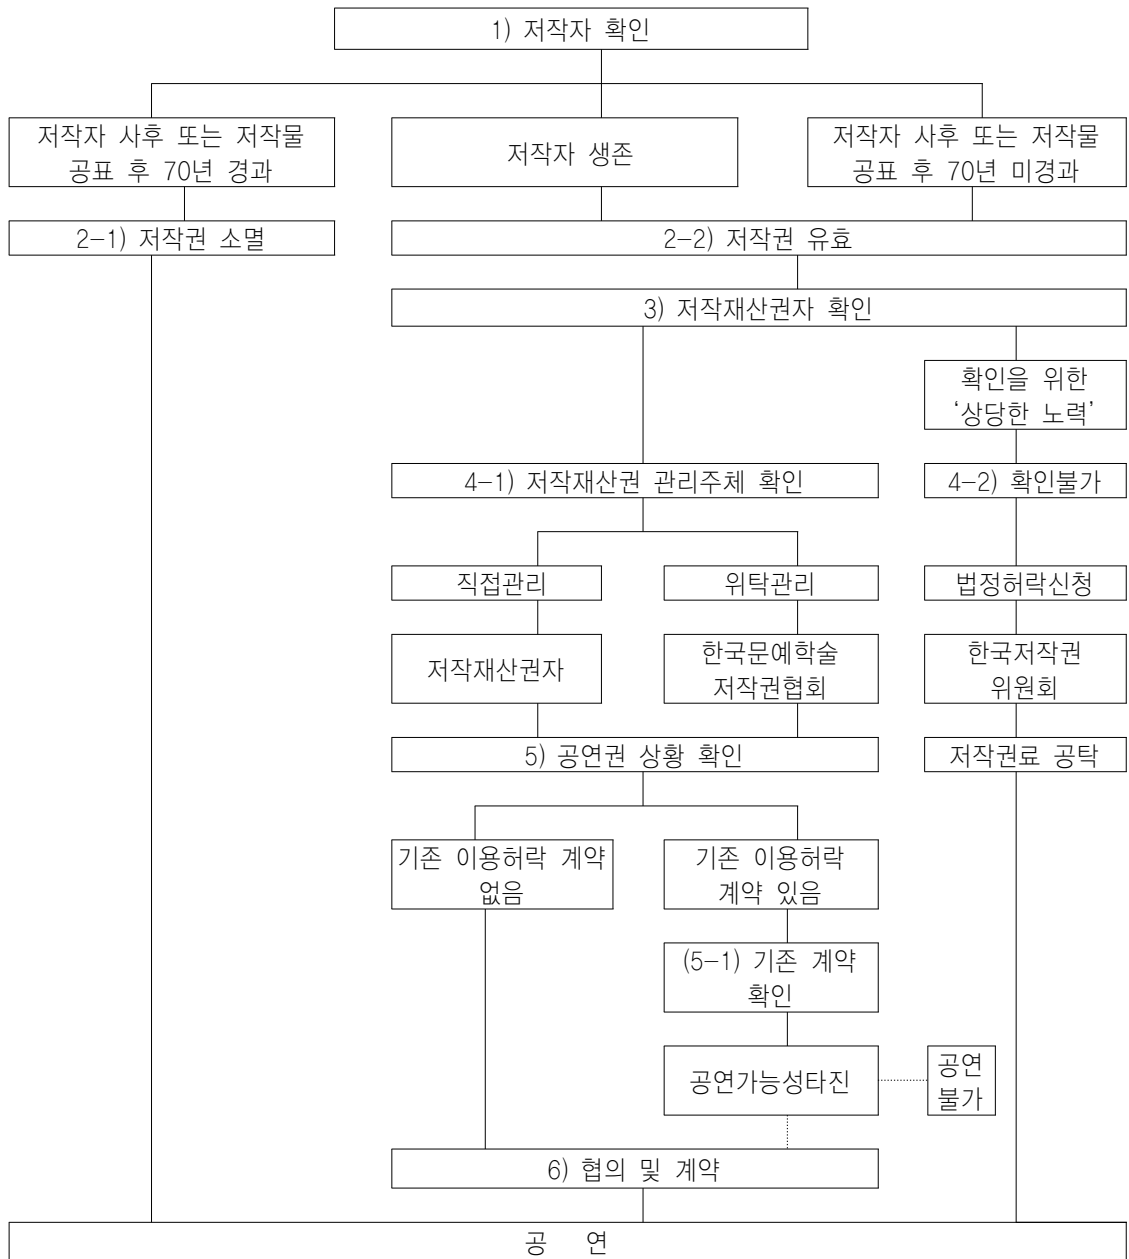 1) 저작자 확인
저작자 사후 또는 저작물
공표 후 70년 경과
저작자 생존
저작자 사후 또는 저작물
공표 후 70년 미경과
2-1) 저작권 소멸
2-2) 저작권 유효
3) 저작재산권자 확인
확인을 위한
‘상당한 노력’
4-1) 저작재산권 관리주체 확인
4-2) 확인불가
직접관리
위탁관리
법정허락신청
저작재산권자
한국문예학술
저작권협회
한국저작권
위원회
5) 공연권 상황 확인
저작권료 공탁
기존 이용허락 계약
없음
기존 이용허락
계약 있음
(5-1) 기존 계약
확인
공연가능성타진
공연
불가
6) 협의 및 계약
공 연